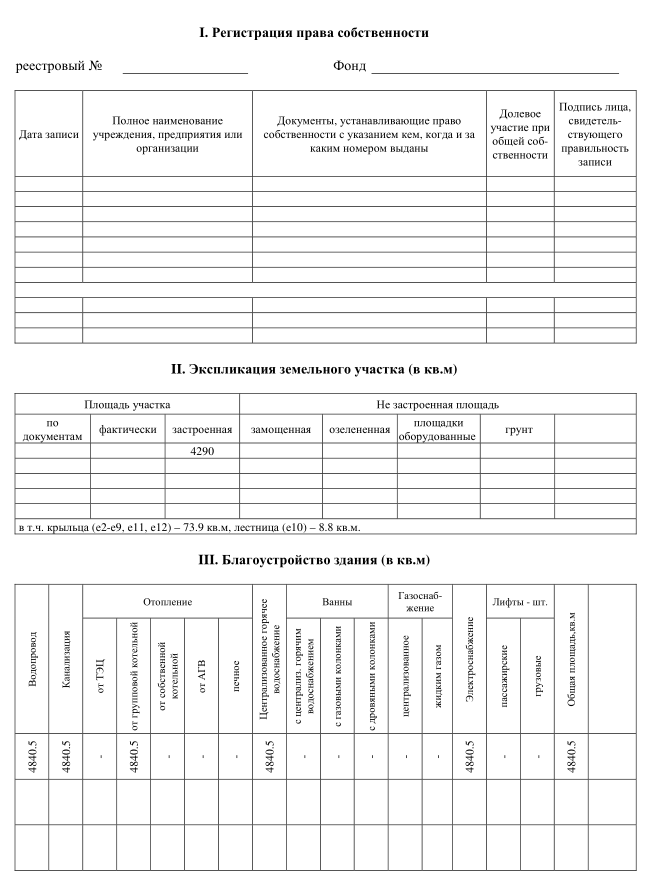 I. Регистрация права собственности
реестровый № Фонд
Дата записи
Полное наименование
учреждения, предприятия или
организации
Документы, устанавливающие право
собственности с указанием кем, когда и за
каким номером выданы
Долевое
участие при
общей соб-
ственности
Подпись лица,
свидетель-
ствующего
правильность
записи
II. Экспликация земельного участка (в кв.м)
Площадь участка
Не застроенная площадь
по
документам
фактически
застроенная
замощенная
озелененная
площадки
оборудованные
грунт
4290
в т.ч. крыльца (е2-е9, е11, е12) – 73.9 кв.м, лестница (е10) – 8.8 кв.м.
III. Благоустройство здания (в кв.м)
Водопровод
Канализация
Отопление
от ТЭЦ
от групповой котельной
от собственной
котельной
от АГВ
печное
Централизованное горячее
водоснабжение
Ванны
с централиз. горячим
водоснабжением
с газовыми колонками
с дровяными колонками
Газоснаб-
жение
централизованное
жидким газом
Электроснабжение
Лифты - шт.
пассажирские
грузовые
Общая площадь,кв.м
4840.5 4840.5 - 4840.5 - - - 4840.5 - - - - - 4840.5 - - 4840.5